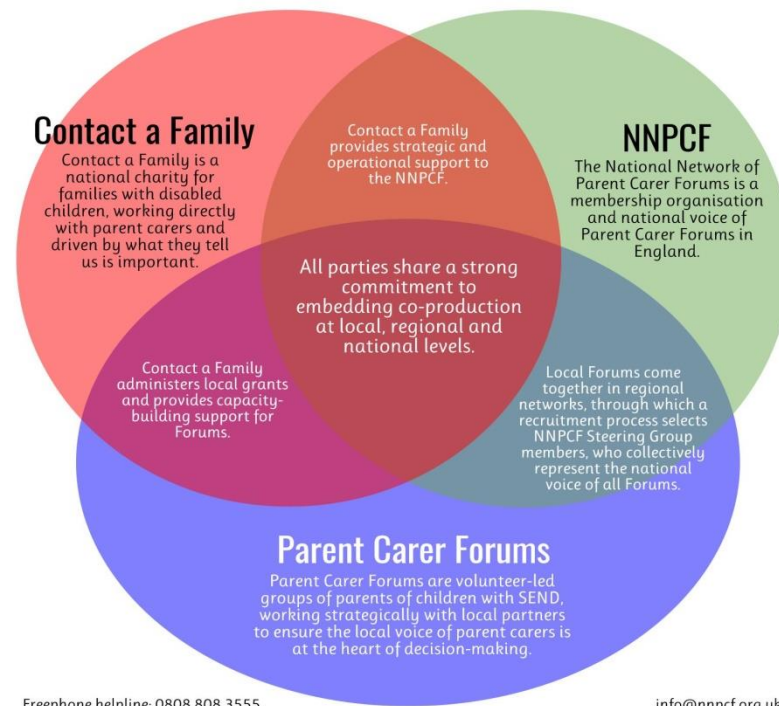 Contact a Family
Contact a Family is a
national charity for
families with disabled
children, working directly
with parent carers and
driven by what they tell
us is important.
Contact a Family
provides strategic and
operational support to
the NNPCF.
NNPCF
The National Network of
Parent Carer Forums is a
membership organisation
and national voice of
Parent Carer Forums in
England.
All parties share a strong
commitment to
embedding co-production
at local, regional and
national levels.
Contact a Family
administers local grants
and provides capacity-
building support for
Forums.
Local Forums come
together in regional
networks, through which a
recruitment process selects
NNPCF Steering Group
members, who collectively
represent the national
voice of all Forums.
Parent Carer Forums
Parent Carer Forums are volunteer-led
groups of parents of children with SEND,
working strategically with local partners
to ensure the local voice of parent carers is
at the heart of decision-making.
Freephone helpline: 0808 808 3555
info@nnpcf.org.uk